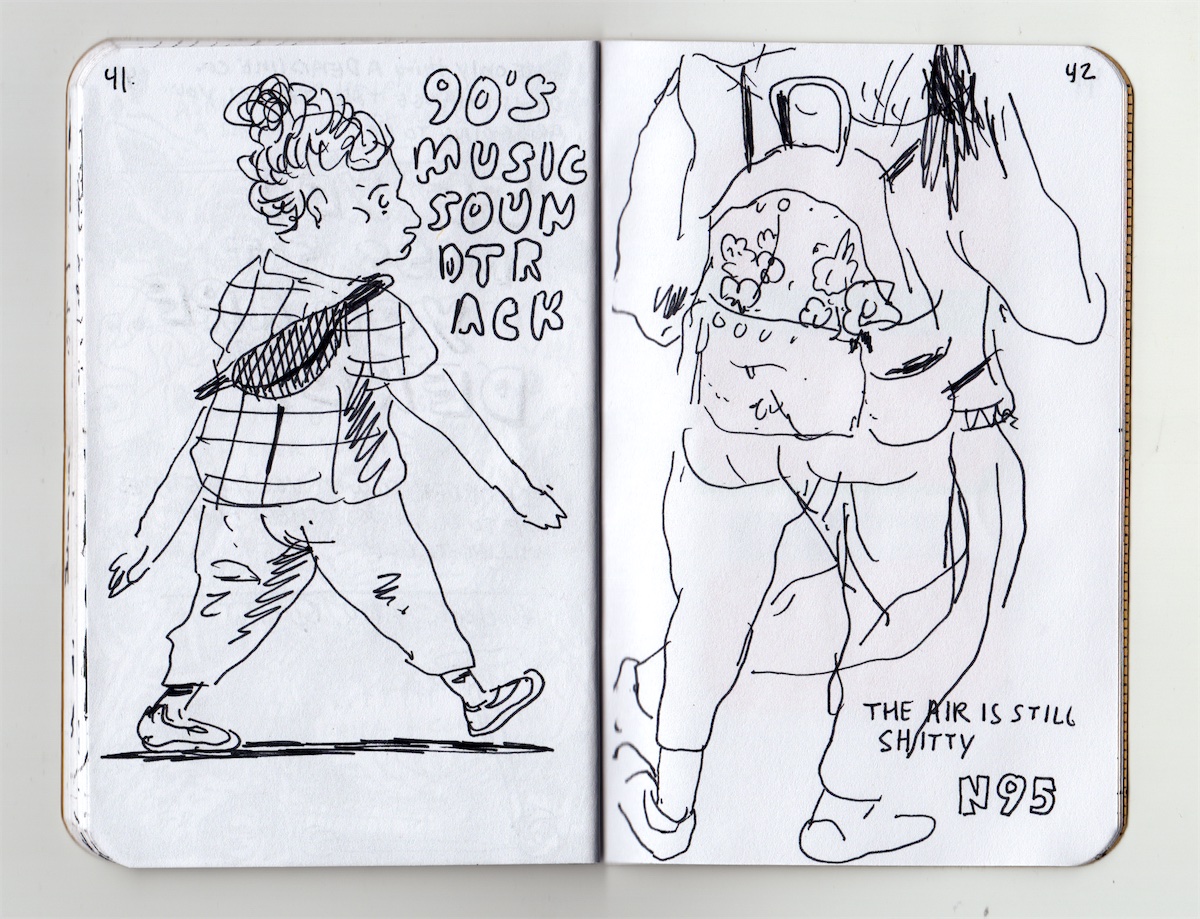 41.
90'S
MUSIC
SOUN
DTR
ACK
42
THE AIR IS STILL
SHITTY
N95